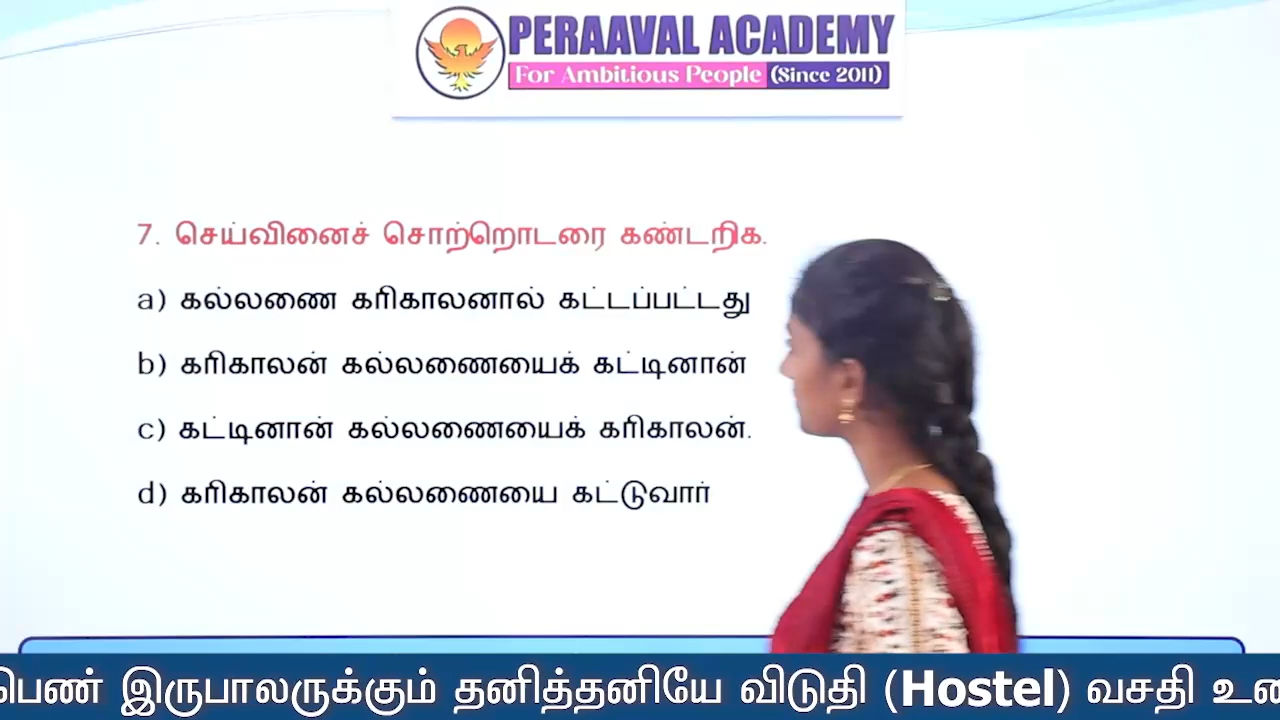 PERAAVAL ACADEMY
For Ambitious People (Since 2011)
7. செய்வினைச் சொற்றொடரை கண்டறிக.
a) கல்லணை கரிகாலனால் கட்டப்பட்டது
b) கரிகாலன் கல்லணையைக் கட்டினான்
c) கட்டினான் கல்லணையைக் கரிகாலன்.
d) கரிகாலன் கல்லணையை கட்டுவார்
இருபாலருக்கும் தனித்தனியே விடுதி (Hostel) வசதி